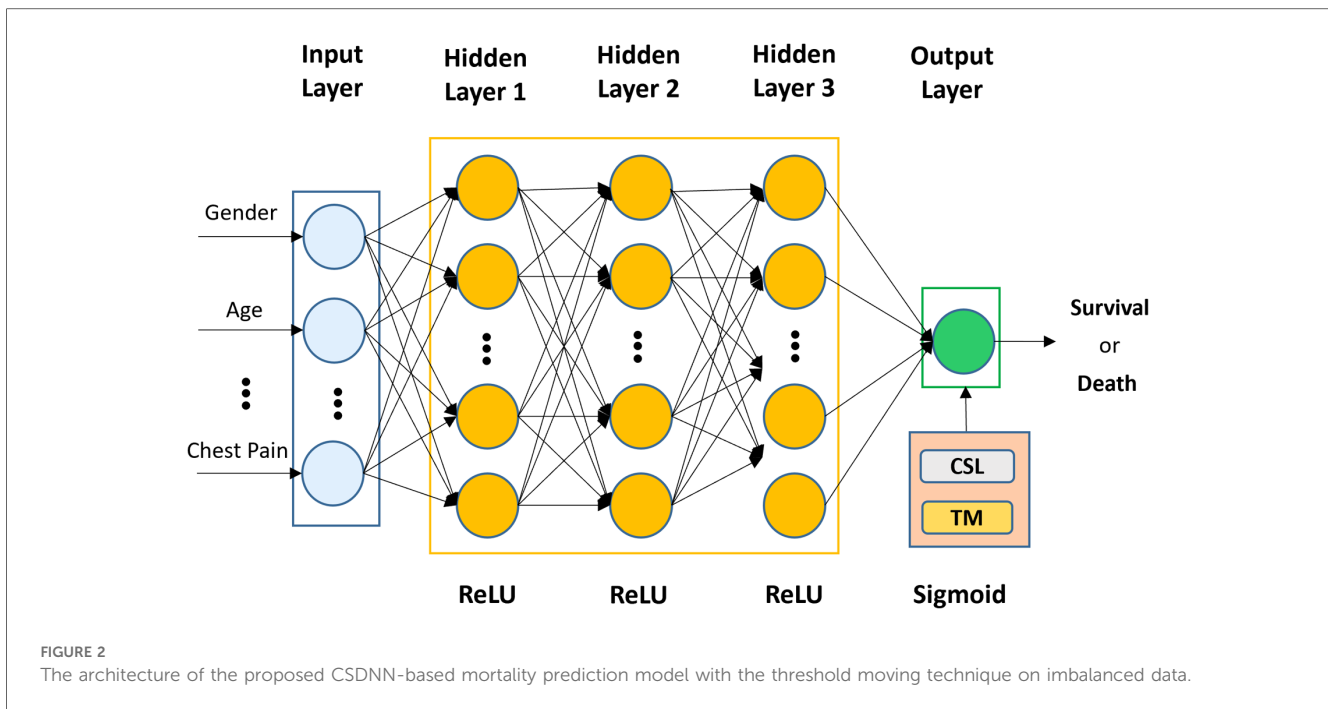 Input
Layer
Hidden
Layer 1
Hidden
Layer 2
Hidden
Layer 3
Output
Layer
Gender
Age
Chest Pain
Survival
or
Death
CSL
TM
ReLU
ReLU
ReLU
Sigmoid
FIGURE 2
The architecture of the proposed CSDNN-based mortality prediction model with the threshold moving technique on imbalanced data.